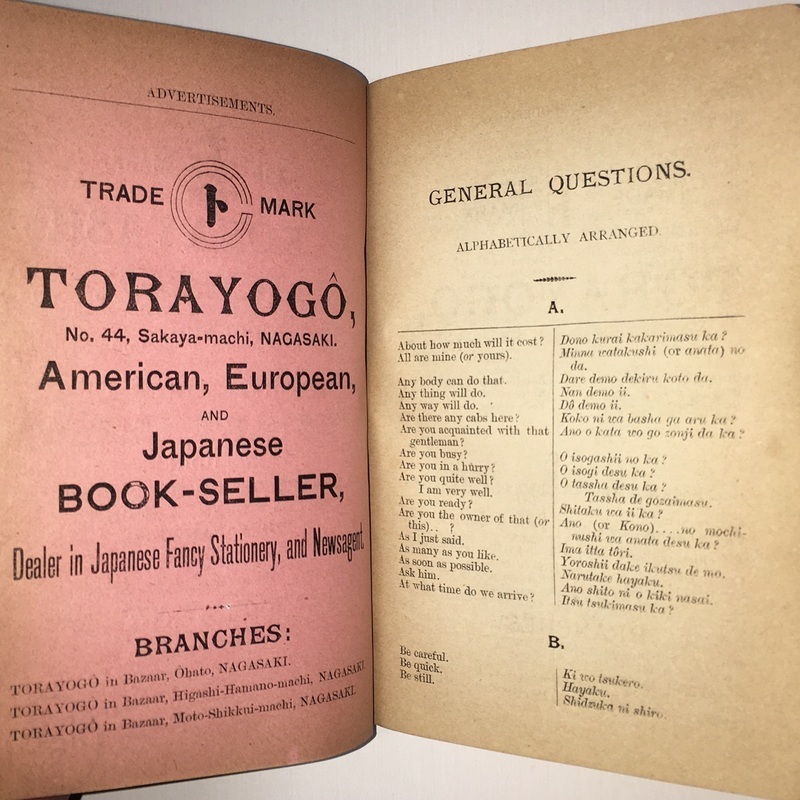 ADVERTISEMENTS.
TRADE ト MARK
TORAYOGÔ,
No. 44, Sakaya-machi, NAGASAKI.
American, European,
AND
Japanese
BOOK-SELLER,
Dealer in Japanese Fancy Stationery, and Newsagent.
BRANCHES:
TORAYOGÔ in Bazaar, Ôhato, NAGASAKI.
TORAYOGÔ in Bazaar, Higashi-Hamano-machi, NAGASAKI.
TORAYOGÔ in Bazaar, Moto-Shikkui-machi, NAGASAKI.
GENERAL QUESTIONS.
ALPHABETICALLY ARRANGED.
A.
About how much will it cost? Dono kurai kakarimasu ka?
All are mine (or yours). Minna watakushi (or anata) no
da.
Any body can do that. Dare demo dekiru koto da.
Any thing will do. Nan demo ii.
Any way will do. Dô demo ii.
Are there any cabs here? Koko ni wa basha ga aru ka?
Are you acquainted with that Ano o kata wo go zonji da ka?
gentleman?
Are you busy? O isogashii no ka?
Are you in a hurry? O isogi desu ka?
Are you quite well? O tassha desu ka?
I am very well. Tassha de gozaimasu.
Are you ready? Shitaku wa ii ka?
Are you the owner of that (or Ano (or Kono)....no mochi-
this).. ? nushi wa anata desu ka?
As I just said. Ima itta tôri.
As many as you like. Yoroshii dake ikutsu de mo.
As soon as possible. Narutake hayaku.
Ask him. Ano shito ni o kiki nasai.
At what time do we arrive? Itsu tsukimasu ka?
B.
Be careful. Ki wo tsukero.
Be quick. Hayaku.
Be still. Shidzuka ni shiro.